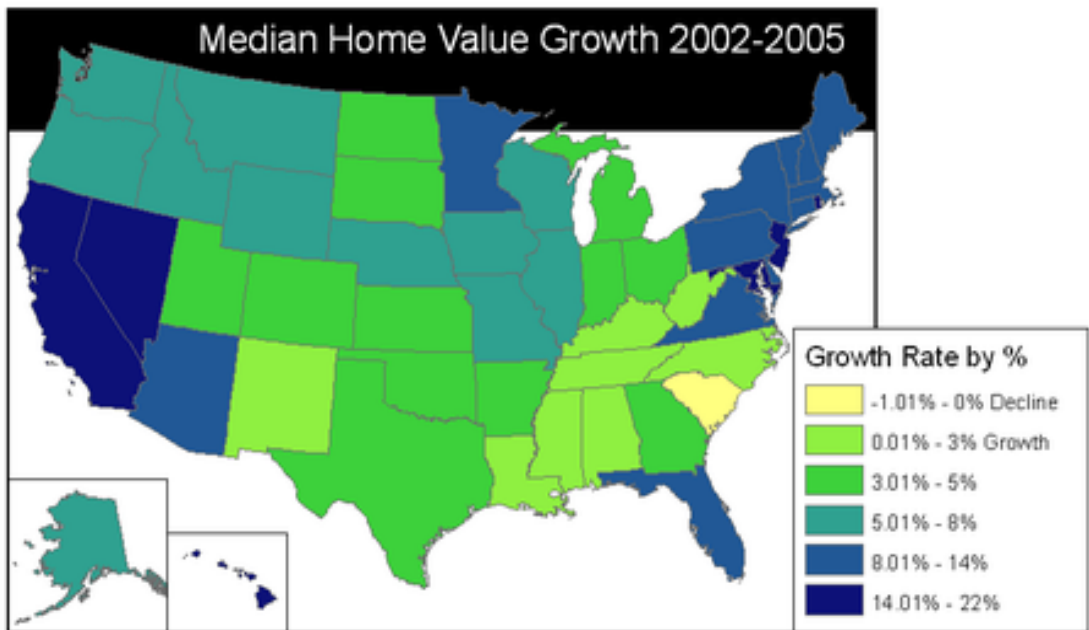 Median Home Value Growth 2002-2005
Growth Rate by %
-1.01% - 0% Decline
0.01% - 3% Growth
3.01% - 5%
5.01% - 8%
8.01% - 14%
14.01% - 22%